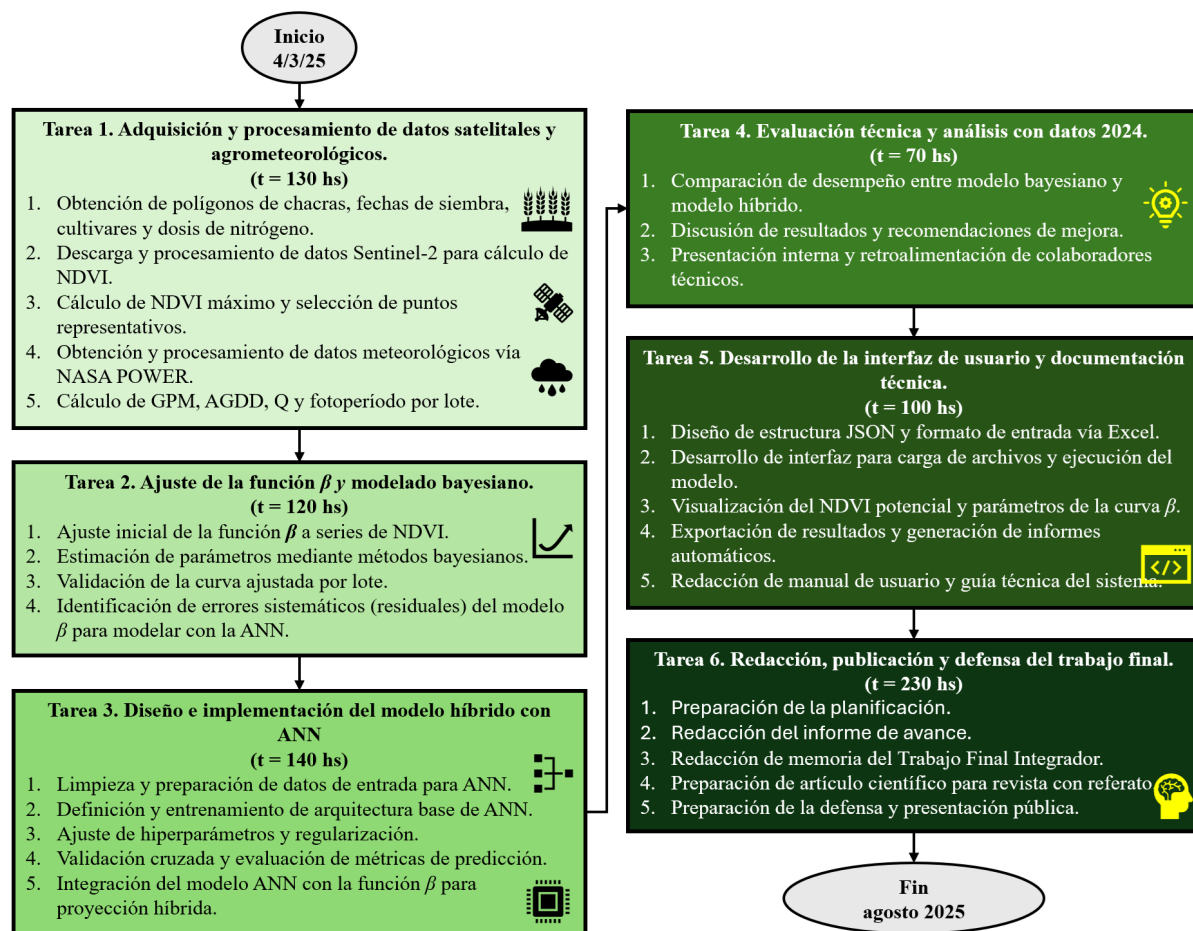 Inicio
4/3/25
Tarea 1. Adquisición y procesamiento de datos satelitales y
agrometeorológicos.
(t = 130 hs)
1. Obtención de polígonos de chacras, fechas de siembra,
cultivares y dosis de nitrógeno.
2. Descarga y procesamiento de datos Sentinel-2 para cálculo de
NDVI.
3. Cálculo de NDVI máximo y selección de puntos
representativos.
4. Obtención y procesamiento de datos meteorológicos vía
NASA POWER.
5. Cálculo de GPM, AGDD, Q y fotoperíodo por lote.
Tarea 2. Ajuste de la función β y modelado bayesiano.
(t = 120 hs)
1. Ajuste inicial de la función β a series de NDVI.
2. Estimación de parámetros mediante métodos bayesianos.
3. Validación de la curva ajustada por lote.
4. Identificación de errores sistemáticos (residuales) del modelo
β para modelar con la ANN.
Tarea 3. Diseño e implementación del modelo híbrido con
ANN
(t = 140 hs)
1. Limpieza y preparación de datos de entrada para ANN.
2. Definición y entrenamiento de arquitectura base de ANN.
3. Ajuste de hiperparámetros y regularización.
4. Validación cruzada y evaluación de métricas de predicción.
5. Integración del modelo ANN con la función β para
proyección híbrida.
Tarea 4. Evaluación técnica y análisis con datos 2024.
(t = 70 hs)
1. Comparación de desempeño entre modelo bayesiano y
modelo híbrido.
2. Discusión de resultados y recomendaciones de mejora.
3. Presentación interna y retroalimentación de colaboradores
técnicos.
Tarea 5. Desarrollo de la interfaz de usuario y documentación
técnica.
(t = 100 hs)
1. Diseño de estructura JSON y formato de entrada vía Excel.
2. Desarrollo de interfaz para carga de archivos y ejecución del
modelo.
3. Visualización del NDVI potencial y parámetros de la curva β.
4. Exportación de resultados y generación de informes
automáticos.
5. Redacción de manual de usuario y guía técnica del sistema.
</>
Tarea 6. Redacción, publicación y defensa del trabajo final.
(t = 230 hs)
1. Preparación de la planificación.
2. Redacción del informe de avance.
3. Redacción de memoria del Trabajo Final Integrador.
4. Preparación de artículo científico para revista con referato
5. Preparación de la defensa y presentación pública.
Fin
agosto 2025